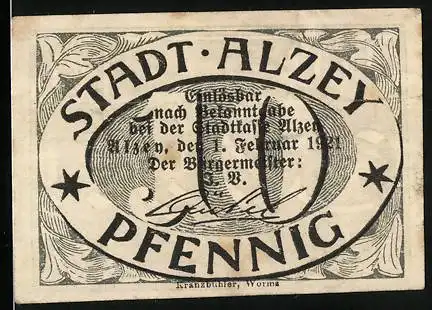 STADT · ALZEY
Einlösbar
nach Bekanntgabe
bei der Stadtkasse Alzey
Alzey, den 1. Februar 1921
Der Bürgermeister:
J. V.
PFENNIG
Kranzbühler, Worms